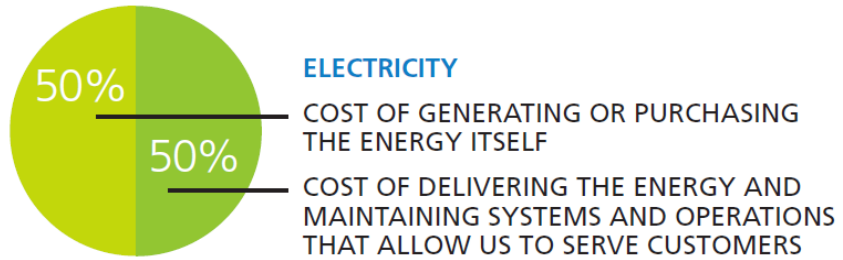 50%
50%
ELECTRICITY
COST OF GENERATING OR PURCHASING
THE ENERGY ITSELF
COST OF DELIVERING THE ENERGY AND
MAINTAINING SYSTEMS AND OPERATIONS
THAT ALLOW US TO SERVE CUSTOMERS